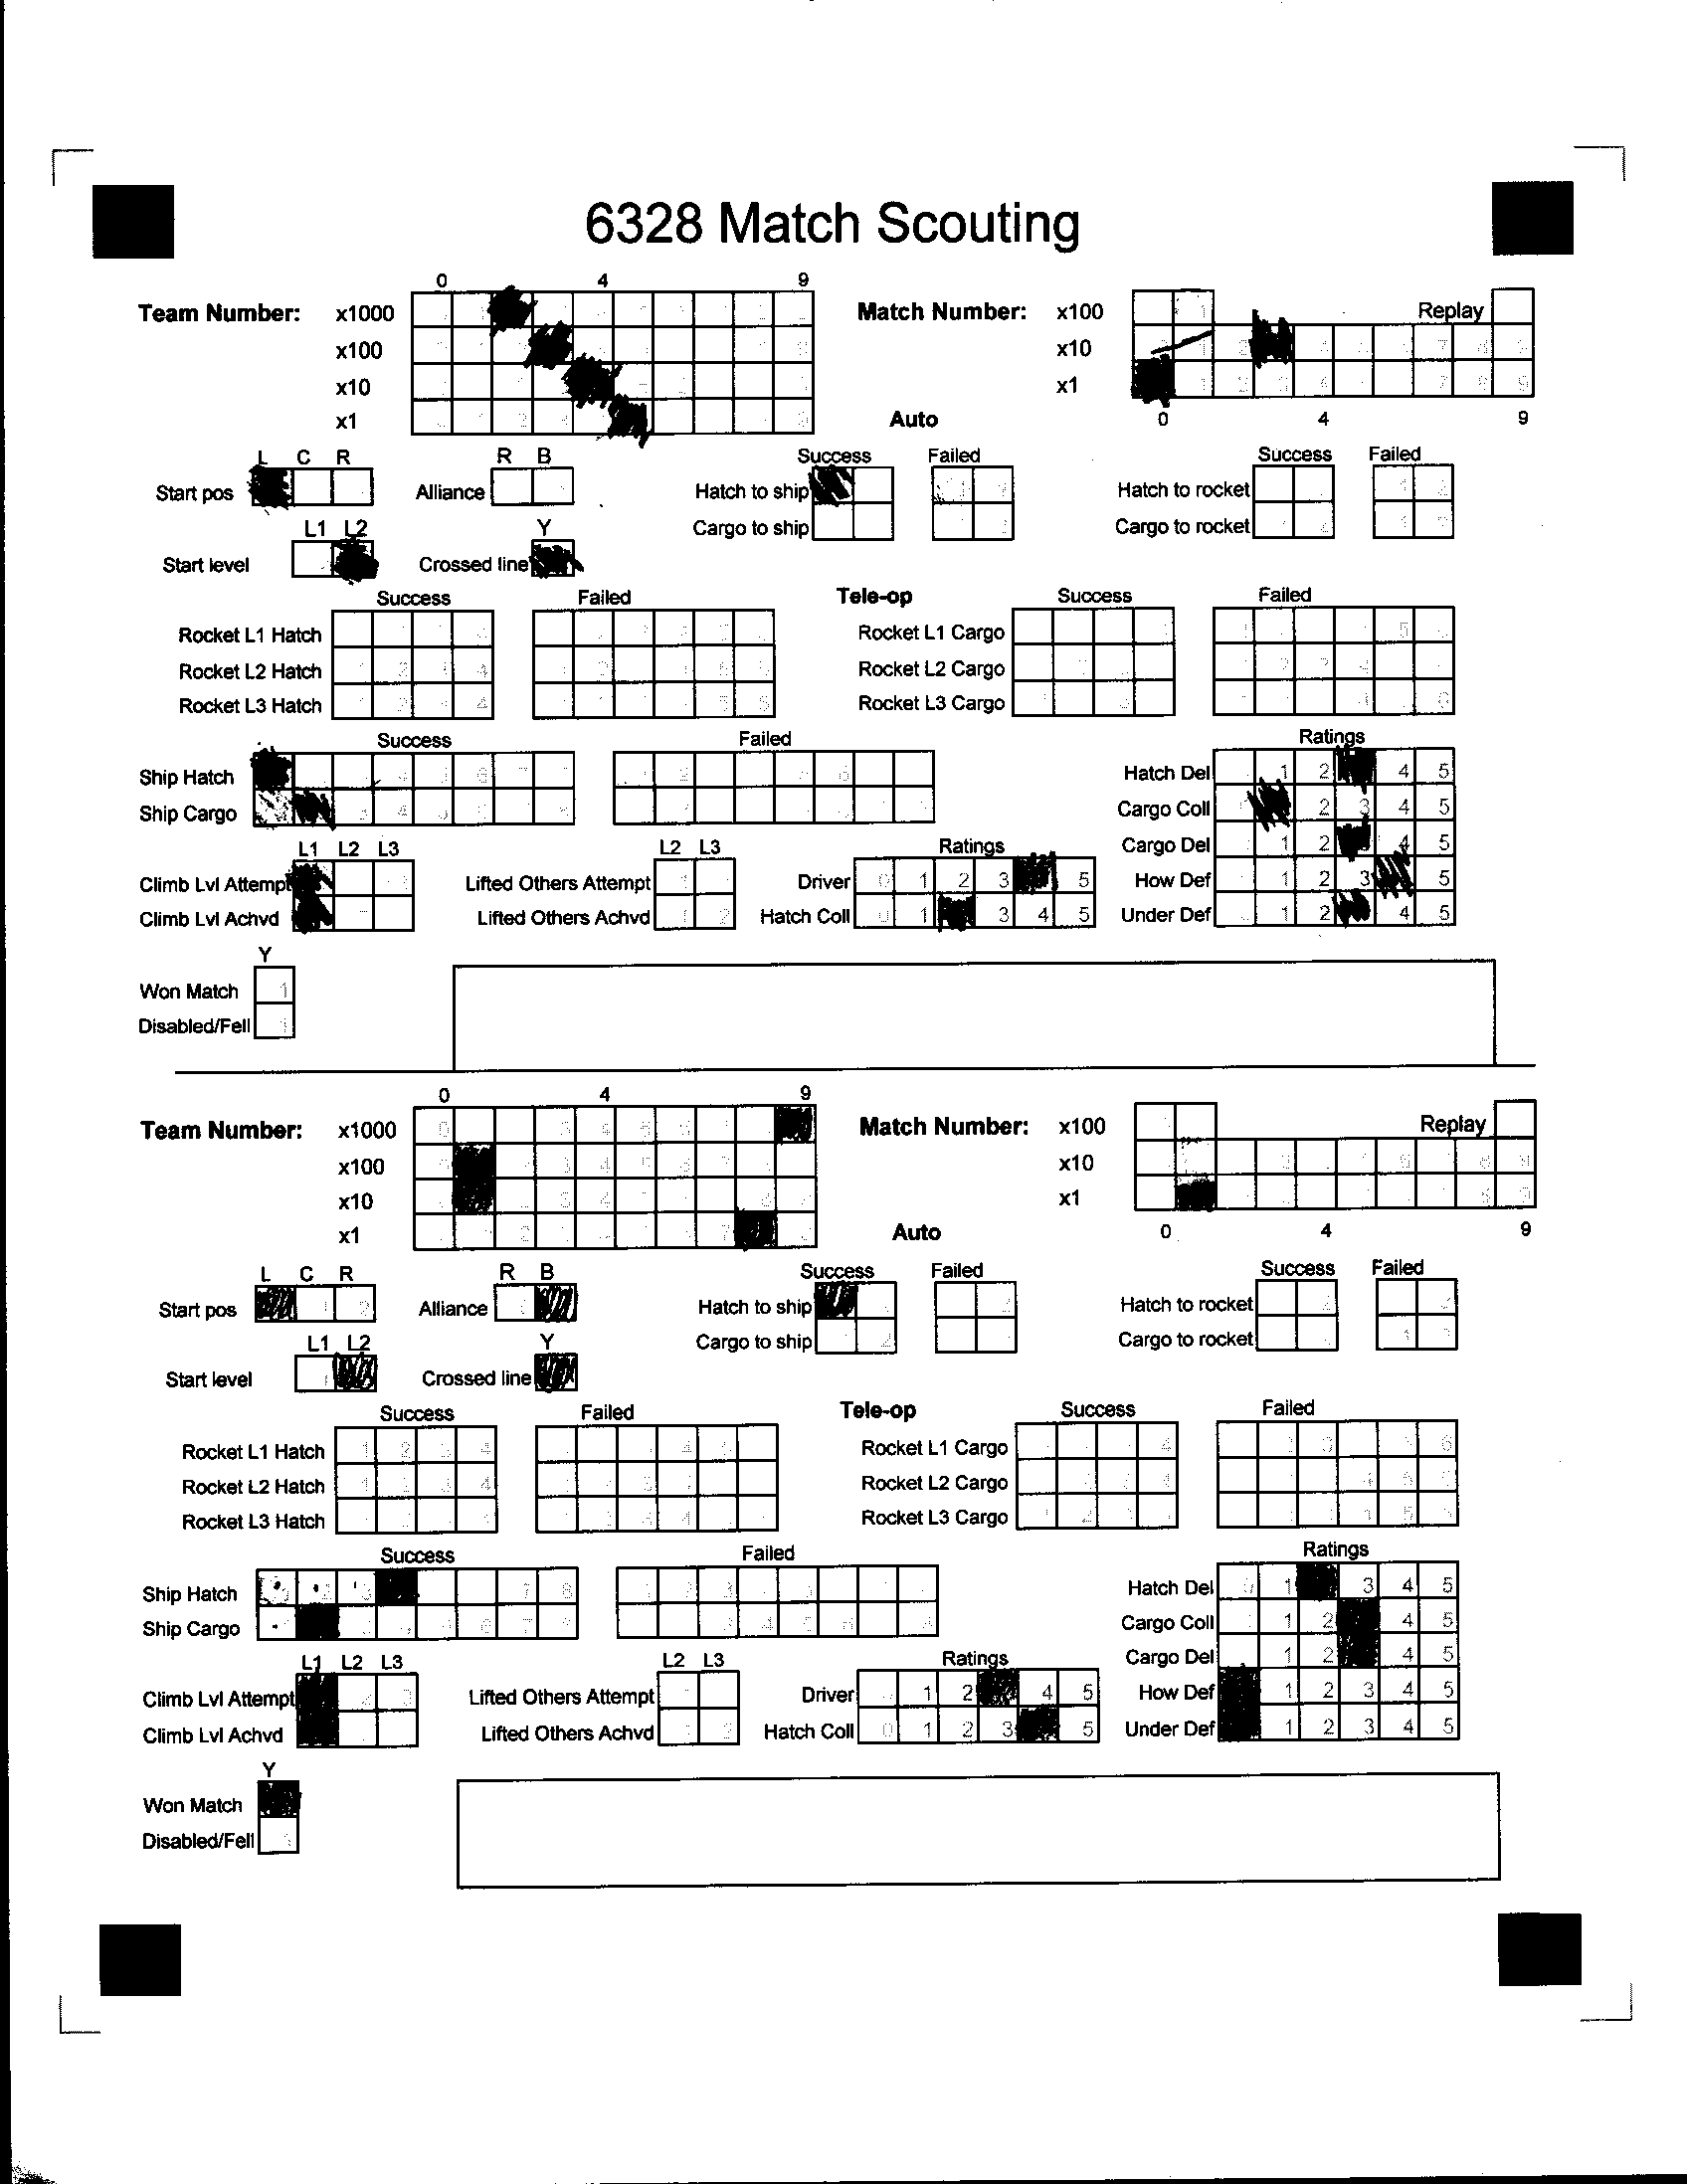 6328 Match Scouting
0 4 9
Team Number: x1000 Match Number: x100 Replay
x100 x10
x10 x1
x1 Auto 0 4 9
L C R R B Success Failed Success Failed
Start pos Alliance Hatch to ship Hatch to rocket
L1 L2 Y Cargo to ship Cargo to rocket
Start level Crossed line
Success Failed Tele-op Success Failed
Rocket L1 Hatch Rocket L1 Cargo
Rocket L2 Hatch Rocket L2 Cargo
Rocket L3 Hatch Rocket L3 Cargo
Success Failed Ratings
Ship Hatch Hatch Del 1 2 4 5
Ship Cargo Cargo Coll 2 3 4 5
L1 L2 L3 L2 L3 Ratings Cargo Del 1 2 4 5
Climb Lvl Attempt Lifted Others Attempt Driver 0 1 2 3 5 How Def 1 2 3 5
Climb Lvl Achvd Lifted Others Achvd Hatch Coll 0 1 3 4 5 Under Def 1 2 4 5
Y
Won Match 1
Disabled/Fell 1
0 4 9
Team Number: x1000 Match Number: x100 Replay
x100 x10
x10 x1
x1 Auto 0 4 9
L C R R B Success Failed Success Failed
Start pos Alliance Hatch to ship Hatch to rocket
L1 L2 Y Cargo to ship Cargo to rocket
Start level Crossed line
Success Failed Tele-op Success Failed
Rocket L1 Hatch Rocket L1 Cargo
Rocket L2 Hatch Rocket L2 Cargo
Rocket L3 Hatch Rocket L3 Cargo
Success Failed Ratings
Ship Hatch Hatch Del 1 3 4 5
Ship Cargo Cargo Coll 1 2 4 5
L1 L2 L3 L2 L3 Ratings Cargo Del 1 2 4 5
Climb Lvl Attempt Lifted Others Attempt Driver 1 2 4 5 How Def 1 2 3 4 5
Climb Lvl Achvd Lifted Others Achvd Hatch Coll 0 1 2 3 5 Under Def 1 2 3 4 5
Y
Won Match
Disabled/Fell